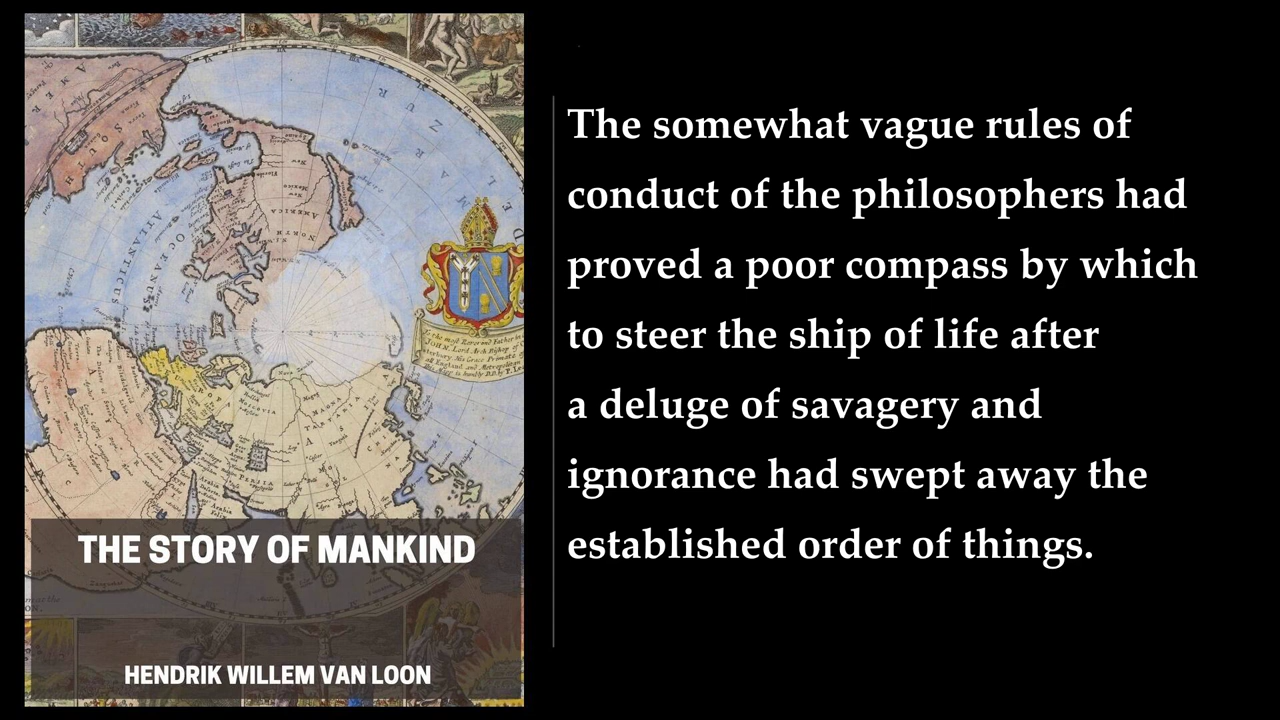 THE STORY OF MANKIND
HENDRIK WILLEM VAN LOON
The somewhat vague rules of
conduct of the philosophers had
proved a poor compass by which
to steer the ship of life after
a deluge of savagery and
ignorance had swept away the
established order of things.